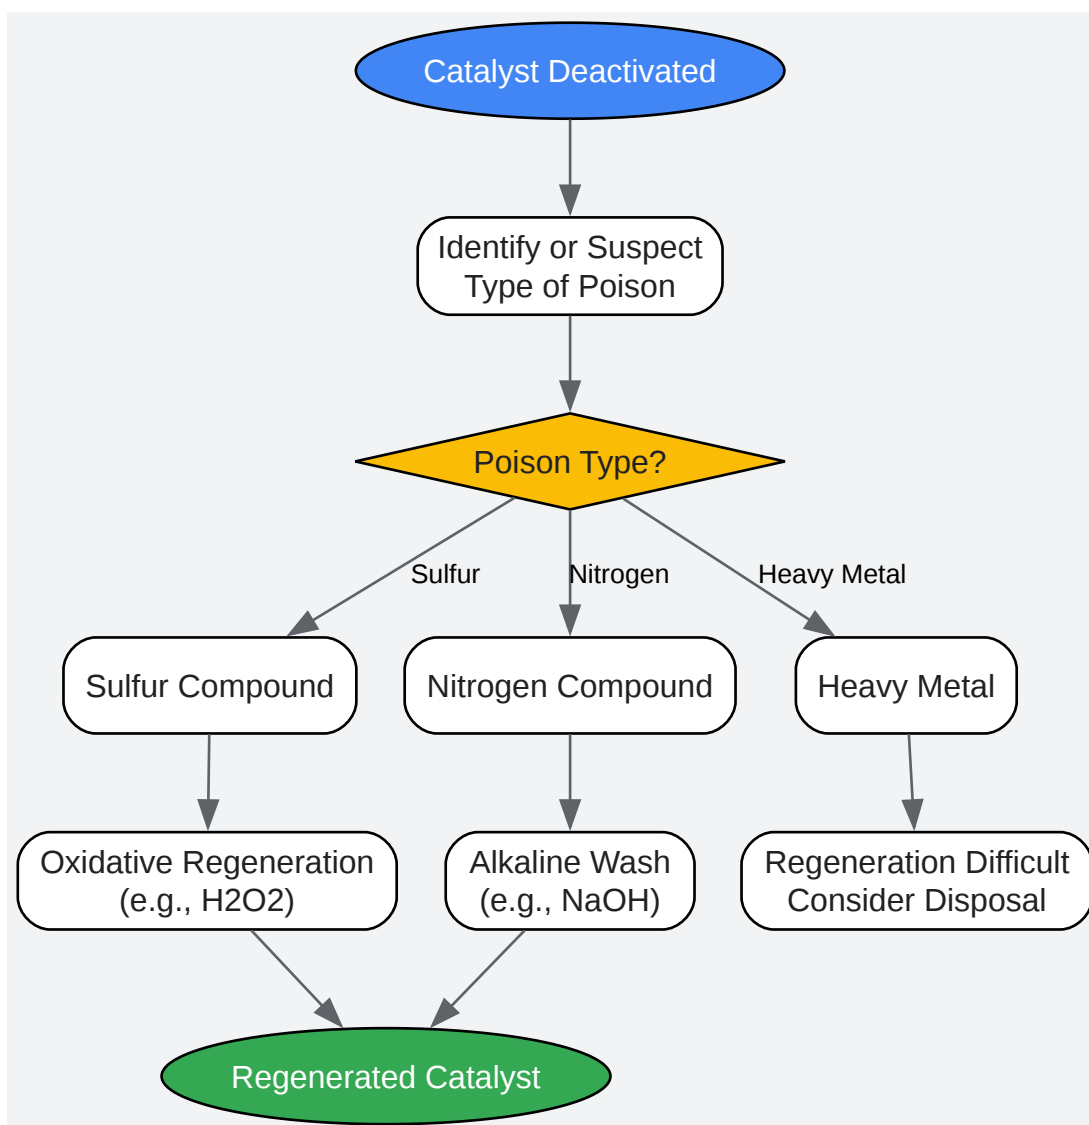 Catalyst Deactivated
Identify or Suspect
Type of Poison
Poison Type?
Sulfur
Nitrogen
Heavy Metal
Sulfur Compound
Nitrogen Compound
Heavy Metal
Oxidative Regeneration
(e.g., H2O2)
Alkaline Wash
(e.g., NaOH)
Regeneration Difficult
Consider Disposal
Regenerated Catalyst